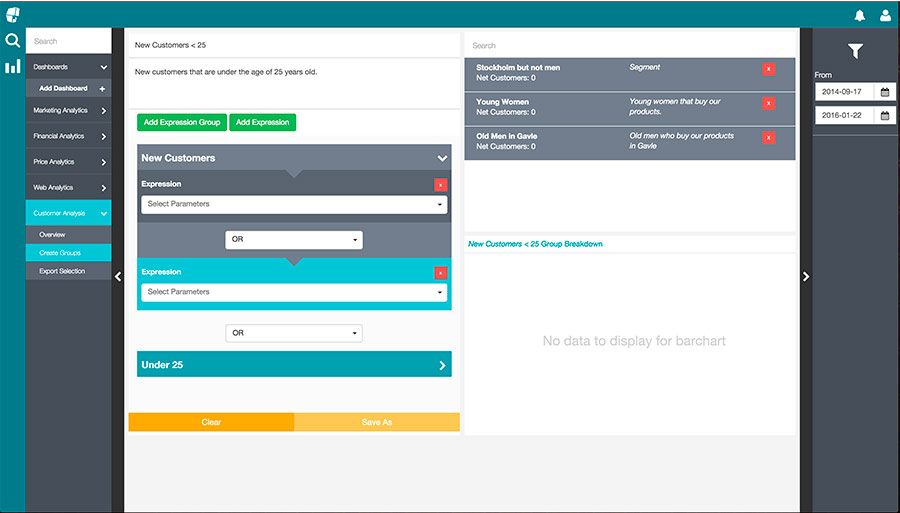 Search
Dashboards
Add Dashboard +
Marketing Analytics
Financial Analytics
Price Analytics
Web Analytics
Customer Analysis
Overview
Create Groups
Export Selection
New Customers < 25
New customers that are under the age of 25 years old.
Add Expression Group
Add Expression
New Customers
Expression
x
Select Parameters
OR
Expression
x
Select Parameters
OR
Under 25
Clear
Save As
Search
Stockholm but not men
Net Customers: 0
Segment
x
Young Women
Net Customers: 0
Young women that buy our
products.
x
Old Men in Gavle
Net Customers: 0
Old men who buy our products
in Gavle
x
New Customers < 25 Group Breakdown
No data to display for barchart
From
2014-09-17
2016-01-22